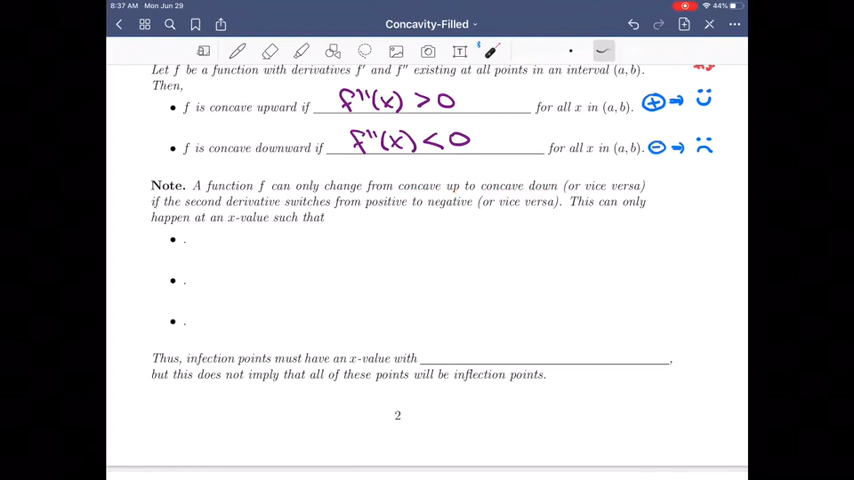 8:37 AM Mon Jun 29
44%
Concavity-Filled
Let f be a function with derivatives f' and f'' existing at all points in an interval (a, b).
Then,
• f is concave upward if f''(x) > 0 for all x in (a, b). + ⇒
• f is concave downward if f''(x) < 0 for all x in (a, b). − ⇒
Note. A function f can only change from concave up to concave down (or vice versa)
if the second derivative switches from positive to negative (or vice versa). This can only
happen at an x-value such that
• .
• .
• .
Thus, infection points must have an x-value with ,
but this does not imply that all of these points will be inflection points.
2